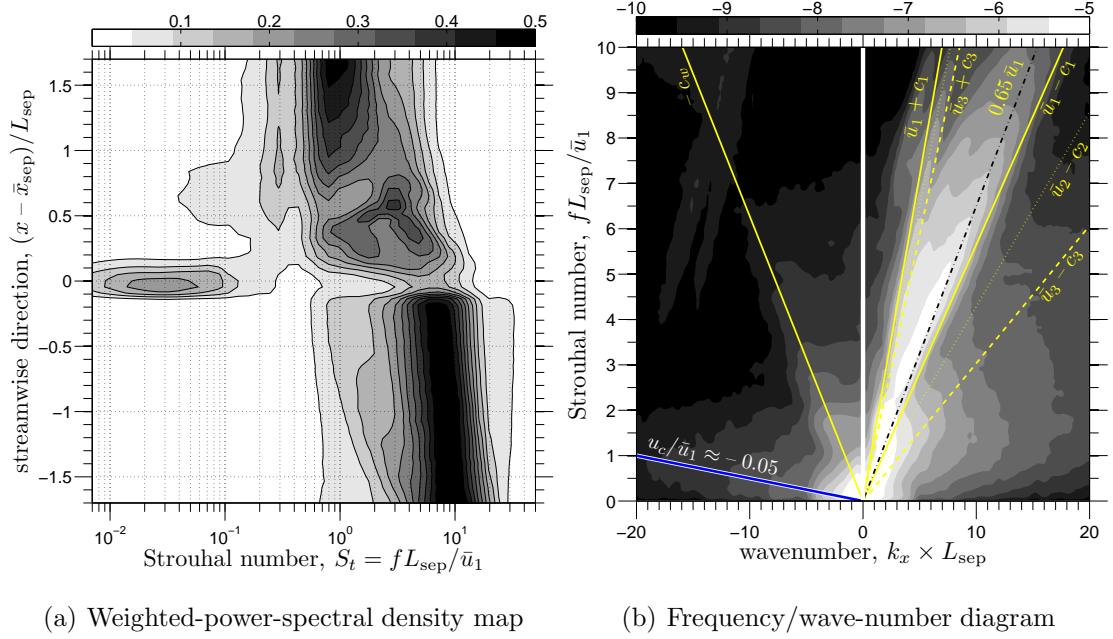 0.1 0.2 0.3 0.4 0.5
streamwise direction, (x − x̄_sep)/L_sep
1.5
1
0.5
0
−0.5
−1
−1.5
10^−2 10^−1 10^0 10^1
Strouhal number, S_t = fL_sep/ū_1
(a) Weighted-power-spectral density map
−10 −9 −8 −7 −6 −5
Strouhal number, fL_sep/ū_1
10
9
8
7
6
5
4
3
2
1
0
−c_w
ū_1 + c_1
ū_3 + c_3
0.65 ū_1
ū_1 − c_1
ū_2 − c_2
ū_3 − c_3
u_c/ū_1 ≈ −0.05
−20 −10 0 10 20
wavenumber, k_x × L_sep
(b) Frequency/wave-number diagram